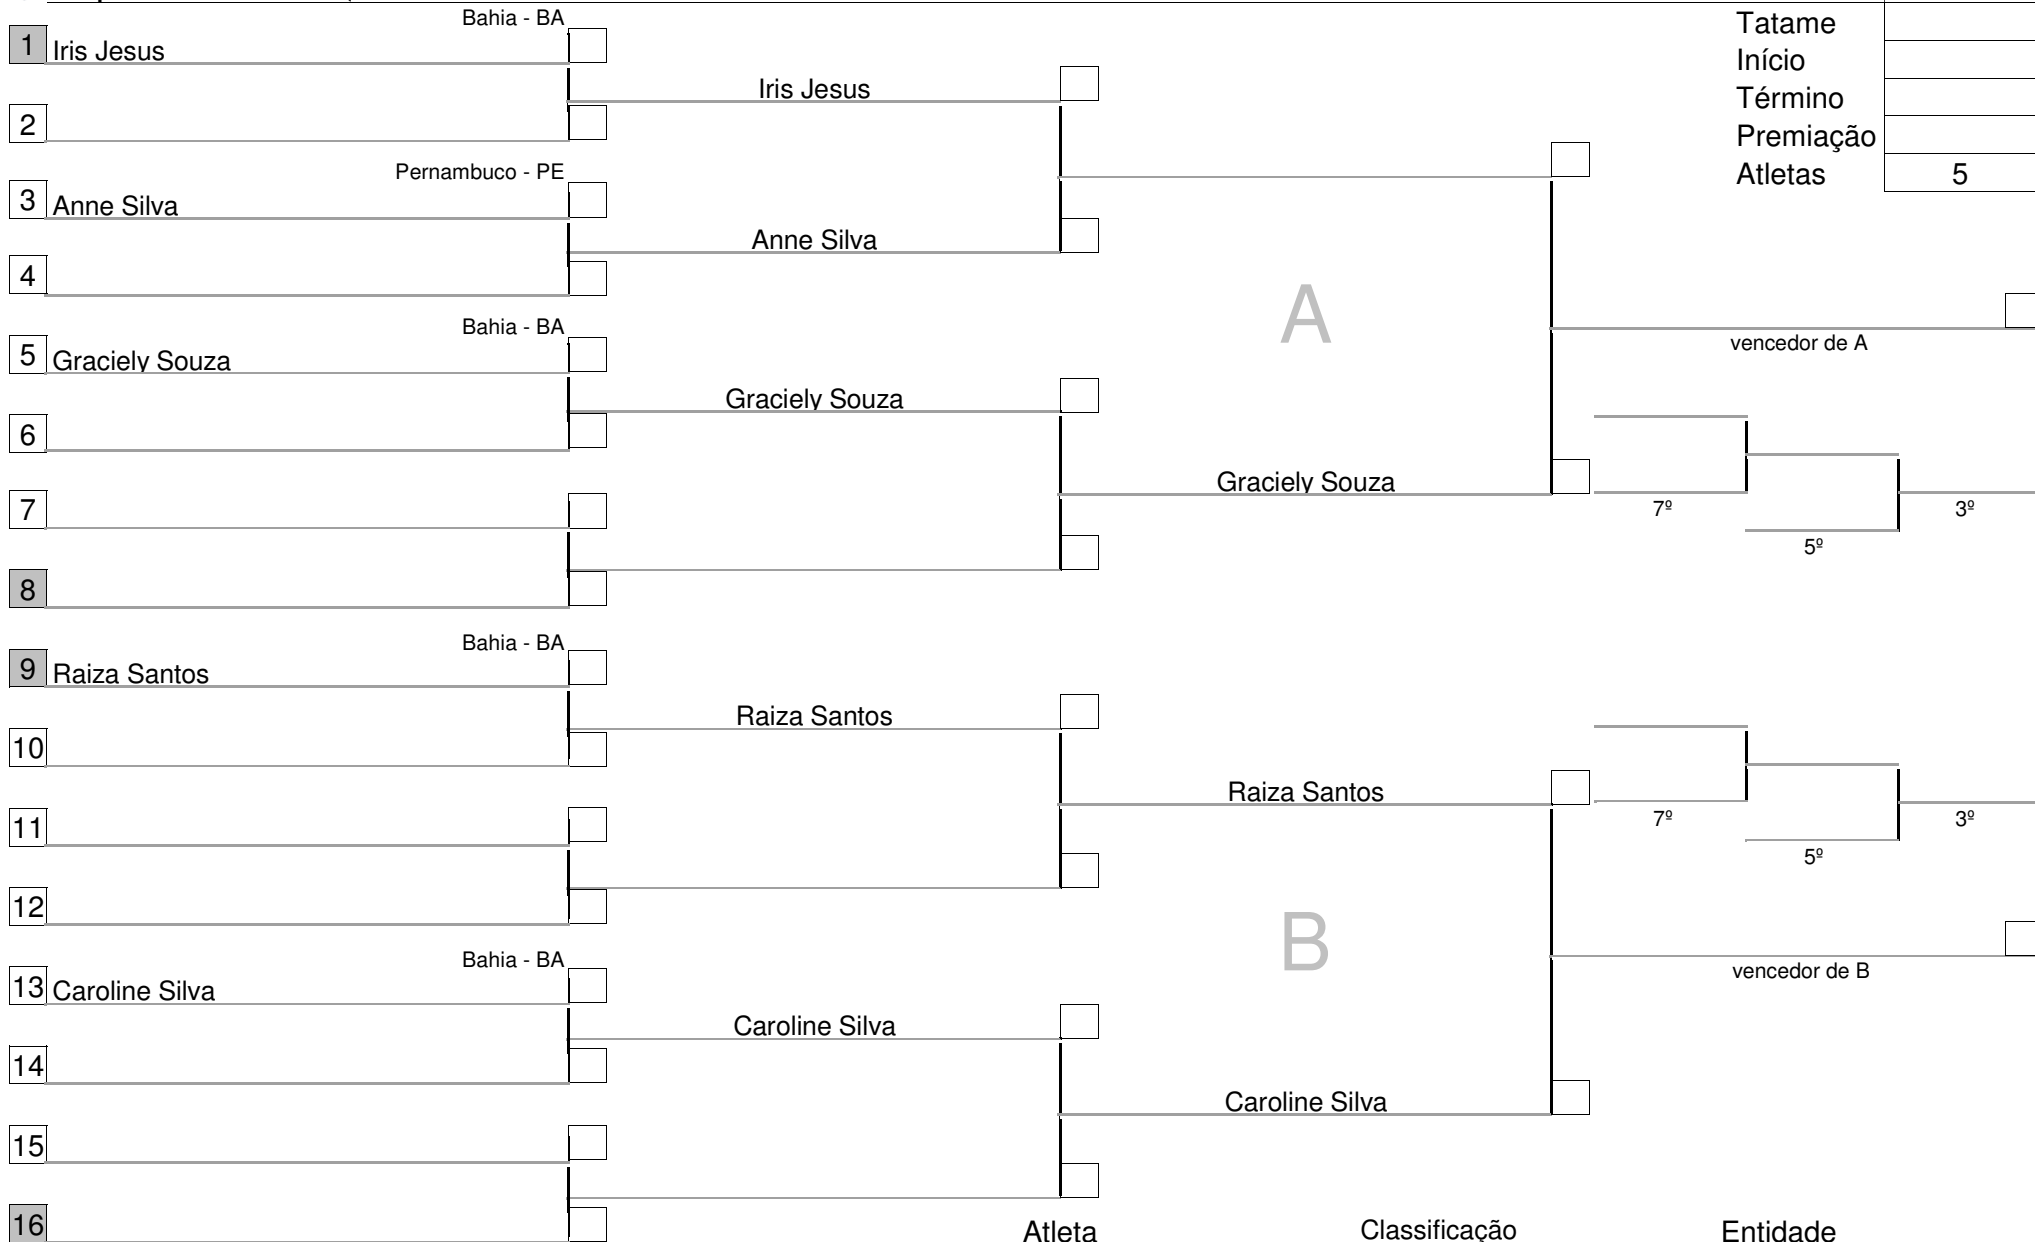 Bahia - BA
1 Iris Jesus
2
Pernambuco - PE
3 Anne Silva
4
Bahia - BA
5 Graciely Souza
6
7
8
Bahia - BA
9 Raiza Santos
10
11
12
Bahia - BA
13 Caroline Silva
14
15
16
Iris Jesus
Anne Silva
Graciely Souza
Raiza Santos
Caroline Silva
A
Graciely Souza
Raiza Santos
B
Caroline Silva
Tatame
Início
Término
Premiação
Atletas 5
vencedor de A
7º
5º
3º
7º
5º
3º
vencedor de B
Atleta Classificação Entidade